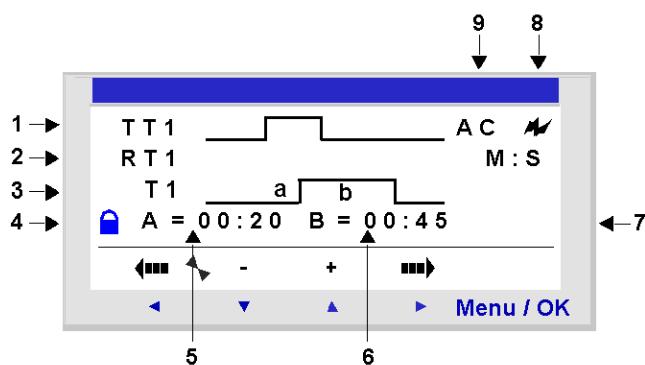 9 8
1 TT1 AC
2 RT1 M:S
3 T1 a b
4 A = 00:20 B = 00:45 7
- +
Menu / OK
5 6